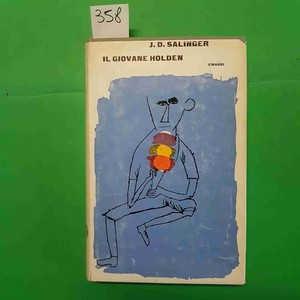 358
J. D. SALINGER
IL GIOVANE HOLDEN
EINAUDI